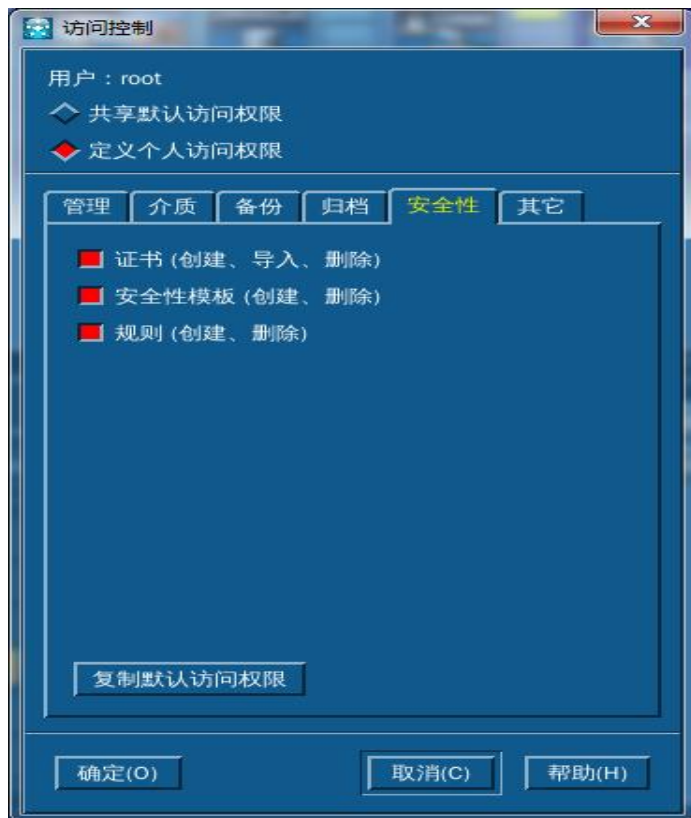 访问控制
用户：root
共享默认访问权限
定义个人访问权限
管理 介质 备份 归档 安全性 其它
证书 (创建、导入、删除)
安全性模板 (创建、删除)
规则 (创建、删除)
复制默认访问权限
确定(O) 取消(C) 帮助(H)